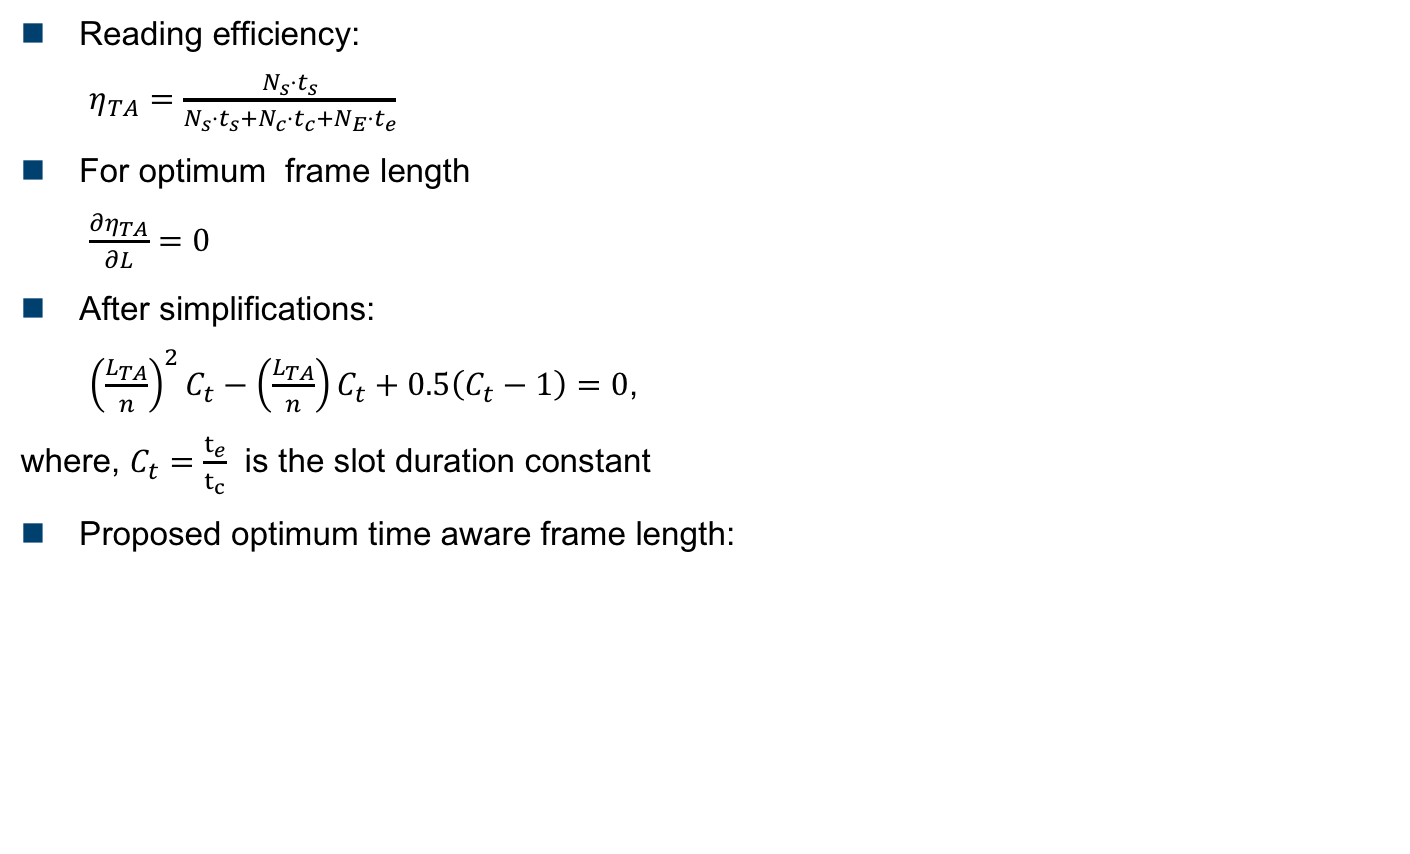 Reading efficiency:
η_TA = (N_s·t_s)/(N_s·t_s+N_c·t_c+N_E·t_e)
For optimum frame length
∂η_TA/∂L = 0
After simplifications:
(L_TA/n)² C_t − (L_TA/n) C_t + 0.5(C_t − 1) = 0,
where, C_t = t_e/t_c is the slot duration constant
Proposed optimum time aware frame length: